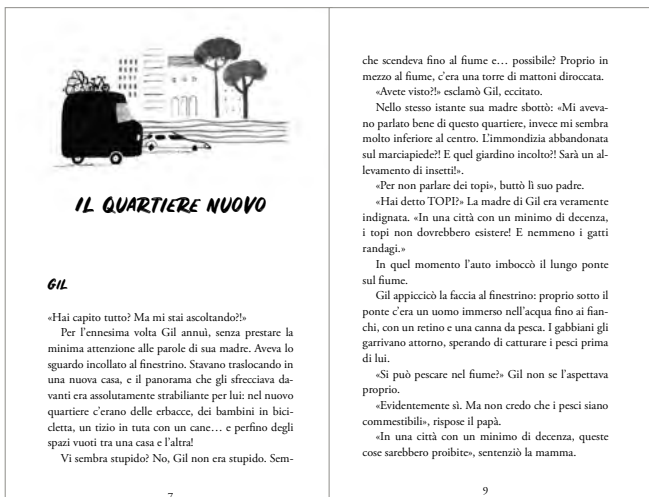 IL QUARTIERE NUOVO
GIL
«Hai capito tutto? Ma mi stai ascoltando?!»
Per l'ennesima volta Gil annuì, senza prestare la
minima attenzione alle parole di sua madre. Aveva lo
sguardo incollato al finestrino. Stavano traslocando in
una nuova casa, e il panorama che gli sfrecciava da-
vanti era assolutamente strabiliante per lui: nel nuovo
quartiere c'erano delle erbacce, dei bambini in bici-
cletta, un tizio in tuta con un cane… e perfino degli
spazi vuoti tra una casa e l'altra!
Vi sembra stupido? No, Gil non era stupido. Sem-
7
che scendeva fino al fiume e… possibile? Proprio in
mezzo al fiume, c'era una torre di mattoni diroccata.
«Avete visto?!» esclamò Gil, eccitato.
Nello stesso istante sua madre sbottò: «Mi aveva-
no parlato bene di questo quartiere, invece mi sembra
molto inferiore al centro. L'immondizia abbandonata
sul marciapiede?! E quel giardino incolto?! Sarà un al-
levamento di insetti!».
«Per non parlare dei topi», buttò lì suo padre.
«Hai detto TOPI?» La madre di Gil era veramente
indignata. «In una città con un minimo di decenza,
i topi non dovrebbero esistere! E nemmeno i gatti
randagi.»
In quel momento l'auto imboccò il lungo ponte
sul fiume.
Gil appiccicò la faccia al finestrino: proprio sotto il
ponte c'era un uomo immerso nell'acqua fino ai fian-
chi, con un retino e una canna da pesca. I gabbiani gli
garrivano attorno, sperando di catturare i pesci prima
di lui.
«Si può pescare nel fiume?» Gil non se l'aspettava
proprio.
«Evidentemente sì. Ma non credo che i pesci siano
commestibili», rispose il papà.
«In una città con un minimo di decenza, queste
cose sarebbero proibite», sentenziò la mamma.
9